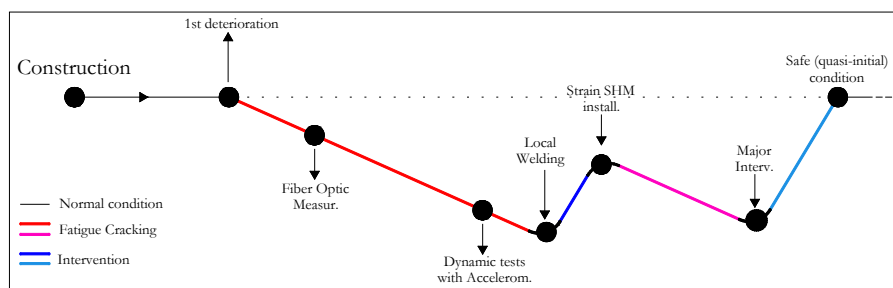 1st deterioration
Construction
Safe (quasi-initial)
condition
Strain SHM
install.
Local
Welding
Major
Interv.
Fiber Optic
Measur.
Normal condition
Fatigue Cracking
Intervention
Dynamic tests
with Accelerom.